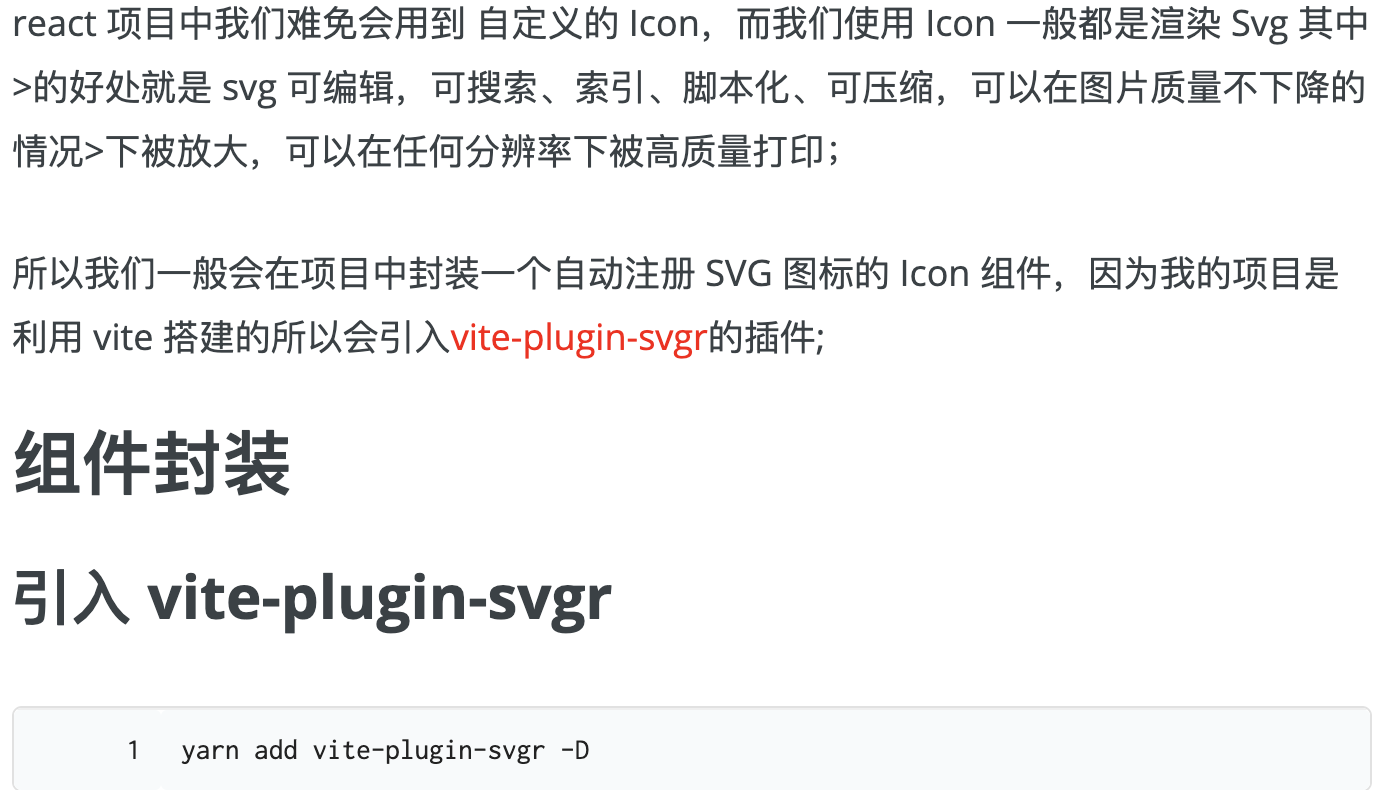 react 项目中我们难免会用到 自定义的 Icon，而我们使用 Icon 一般都是渲染 Svg 其中
>的好处就是 svg 可编辑，可搜索、索引、脚本化、可压缩，可以在图片质量不下降的
情况>下被放大，可以在任何分辨率下被高质量打印；
所以我们一般会在项目中封装一个自动注册 SVG 图标的 Icon 组件，因为我的项目是
利用 vite 搭建的所以会引入vite-plugin-svgr的插件;
组件封装
引入 vite-plugin-svgr
1 yarn add vite-plugin-svgr -D